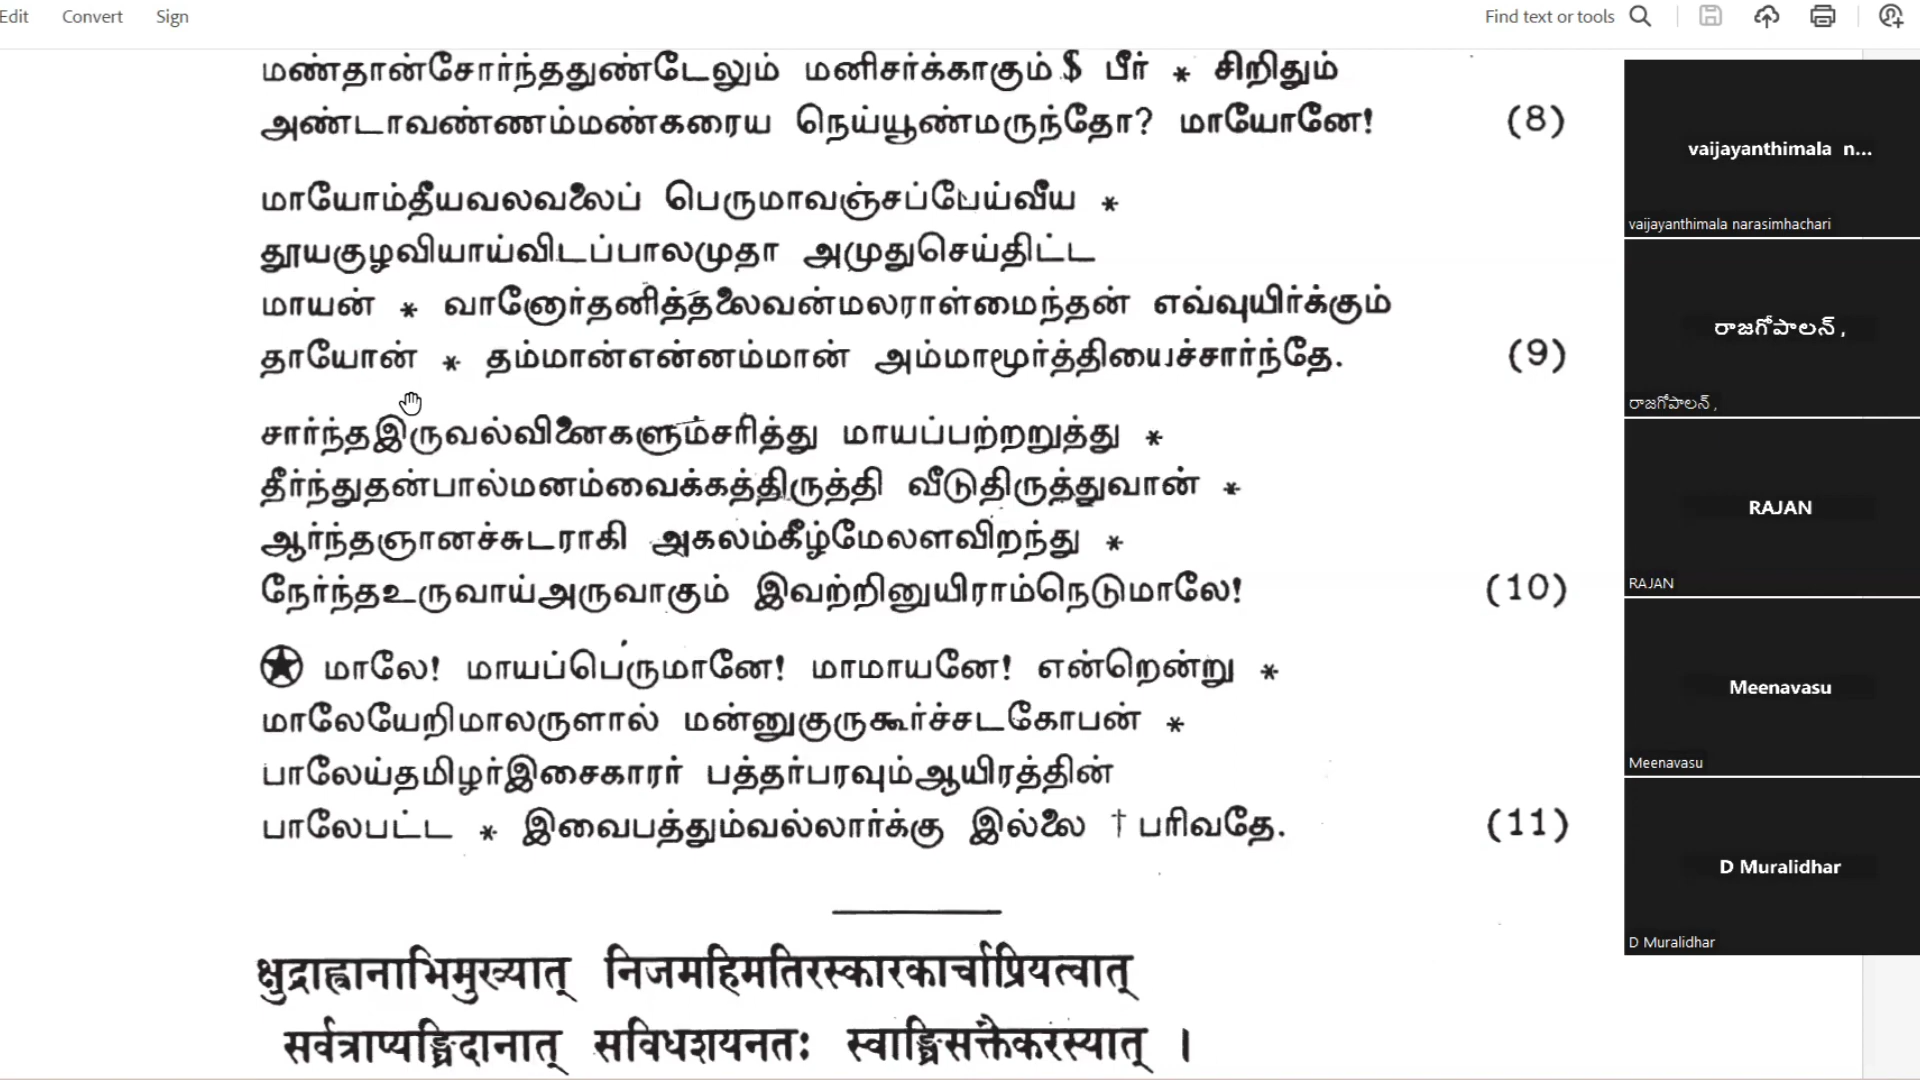 Edit Convert Sign Find text or tools
மண்தான்சோர்ந்ததுண்டேலும் மனிசர்க்காகும் $ பீர் * சிறிதும்
அண்டாவண்ணம்மண்கரைய நெய்யூண்மருந்தோ? மாயோனே! (8)
மாயோம்தீயவலவலைப் பெருமாவஞ்சப்பேய்வீய *
தூயகுழவியாய்விடப்பாலமுதா அமுதுசெய்திட்ட
மாயன் * வானோர்தனித்தலைவன்மலராள்மைந்தன் எவ்வுயிர்க்கும்
தாயோன் * தம்மான்என்னம்மான் அம்மாமூர்த்தியைச்சார்ந்தே. (9)
சார்ந்தஇருவல்வினைகளும்சரித்து மாயப்பற்றறுத்து *
தீர்ந்துதன்பால்மனம்வைக்கத்திருத்தி வீடுதிருத்துவான் *
ஆர்ந்தஞானச்சுடராகி அகலம்கீழ்மேலளவிறந்து *
நேர்ந்தஉருவாய்அருவாகும் இவற்றினுயிராம்நெடுமாலே! (10)
மாலே! மாயப்பெருமானே! மாமாயனே! என்றென்று *
மாலேயேறிமாலருளால் மன்னுகுருகூர்ச்சடகோபன் *
பாலேய்தமிழர்இசைகாரர் பத்தர்பரவும்ஆயிரத்தின்
பாலேபட்ட * இவைபத்தும்வல்லார்க்கு இல்லை † பரிவதே. (11)
क्षुद्राह्वानाभिमुख्यात् निजमहिमतिरस्कारकार्चाप्रियत्वात्
सर्वत्राप्यङ्घ्रिदानात् सविधशयनतः स्वाङ्घ्रिसक्तैकरस्यात् ।
vaijayanthimala n...
vaijayanthimala narasimhachari
రాజగోపాలన్ ,
రాజగోపాలన్ ,
RAJAN
RAJAN
Meenavasu
Meenavasu
D Muralidhar
D Muralidhar